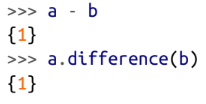 >>> a - b
{1}
>>> a.difference(b)
{1}